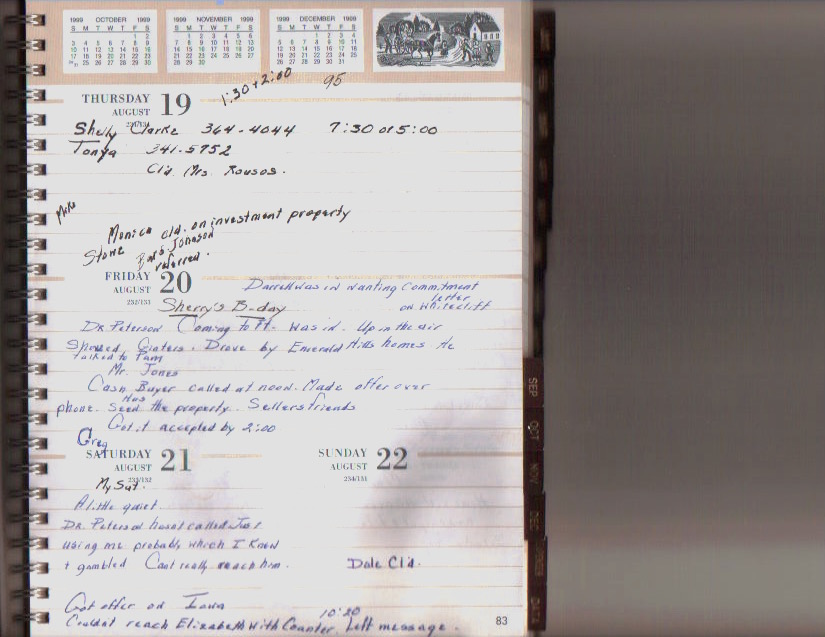 1999 OCTOBER 1999
S M T W T F S
1 2
3 4 5 6 7 8 9
10 11 12 13 14 15 16
17 18 19 20 21 22 23
25 26 27 28 29 30
1999 NOVEMBER 1999
S M T W T F S
1 2 3 4 5 6
7 8 9 10 11 12 13
14 15 16 17 18 19 20
21 22 23 24 25 26 27
28 29 30
1999 DECEMBER 1999
S M T W T F S
1 2 3 4
5 6 7 8 9 10 11
12 13 14 15 16 17 18
19 20 21 22 23 24 25
26 27 28 29 30 31
1:30 + 2:00 95
THURSDAY 19
AUGUST
231/134
Shelly Clarke 364-4044 7:30 or 5:00
Tonya 341-5752
Cld Mrs. Rousos.
Mike
Monica cld. on investment property
Stone Barb Joneson
referred.
FRIDAY 20
AUGUST
232/133
Darrell was in wanting Commitment
letter
on Whitecliff
Sherry's B-day
Dr Peterson Coming to Ft. Was in. Up in the air
Showed. Drove by Emerald Hills homes He
talked to Pam
Mr. Jones
Cash Buyer called at noon. Made offer over
Has
phone. Seed the property. Sellers friends
Got it accepted by 2:00
Greg
SATURDAY 21
AUGUST
233/132
My Sat.
A little quiet.
Dr. Peterson hasnt called Just
using me probably which I knew
+ gambled Cant really reach him.
SUNDAY 22
AUGUST
234/131
Dale Cld.
Got offer on Iowa
10:20
Couldnt reach Elizabeth with Counter. Left message.
83
SEP
OCT
NOV
DEC
DATA